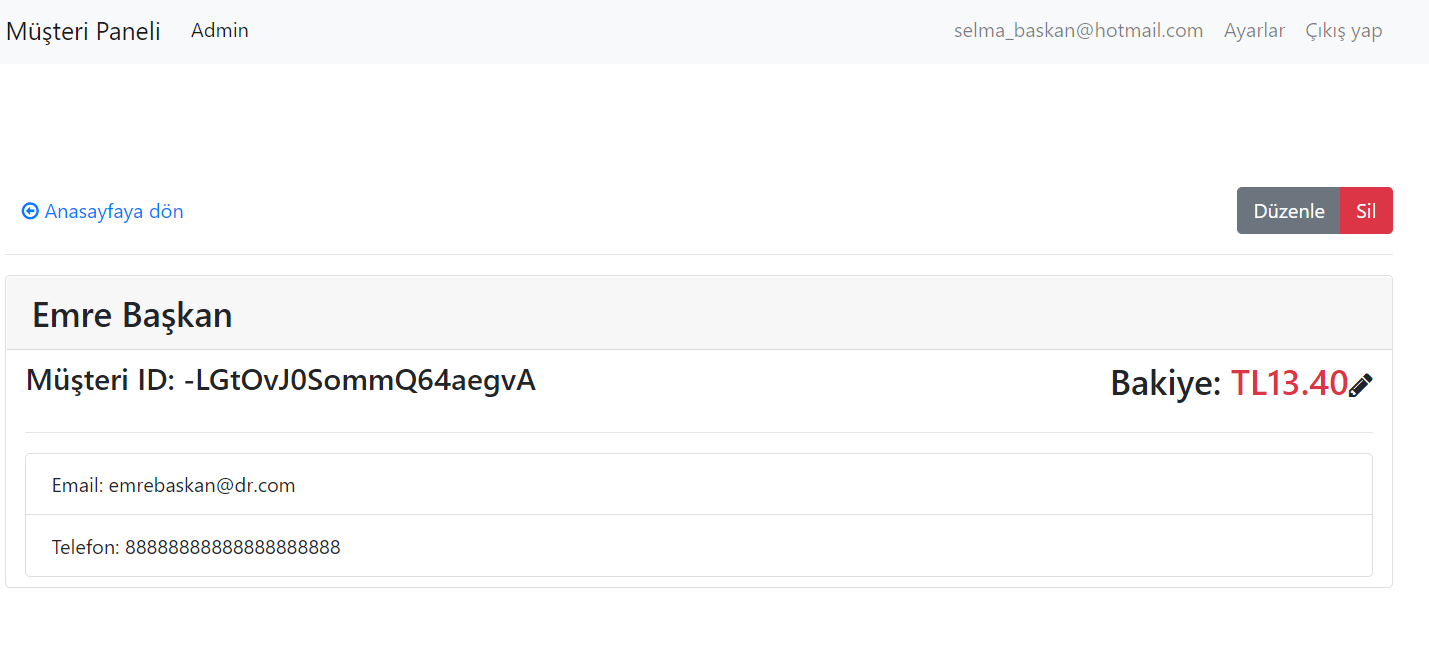 Müşteri Paneli Admin selma_baskan@hotmail.com Ayarlar Çıkış yap
Anasayfaya dön Düzenle Sil
Emre Başkan
Müşteri ID: -LGtOvJ0SommQ64aegvA Bakiye: TL13.40
Email: emrebaskan@dr.com
Telefon: 88888888888888888888